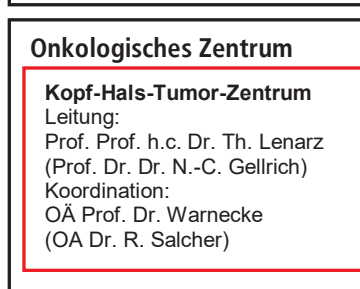 Onkologisches Zentrum
Kopf-Hals-Tumor-Zentrum
Leitung:
Prof. Prof. h.c. Dr. Th. Lenarz
(Prof. Dr. Dr. N.-C. Gellrich)
Koordination:
OÄ Prof. Dr. Warnecke
(OA Dr. R. Salcher)